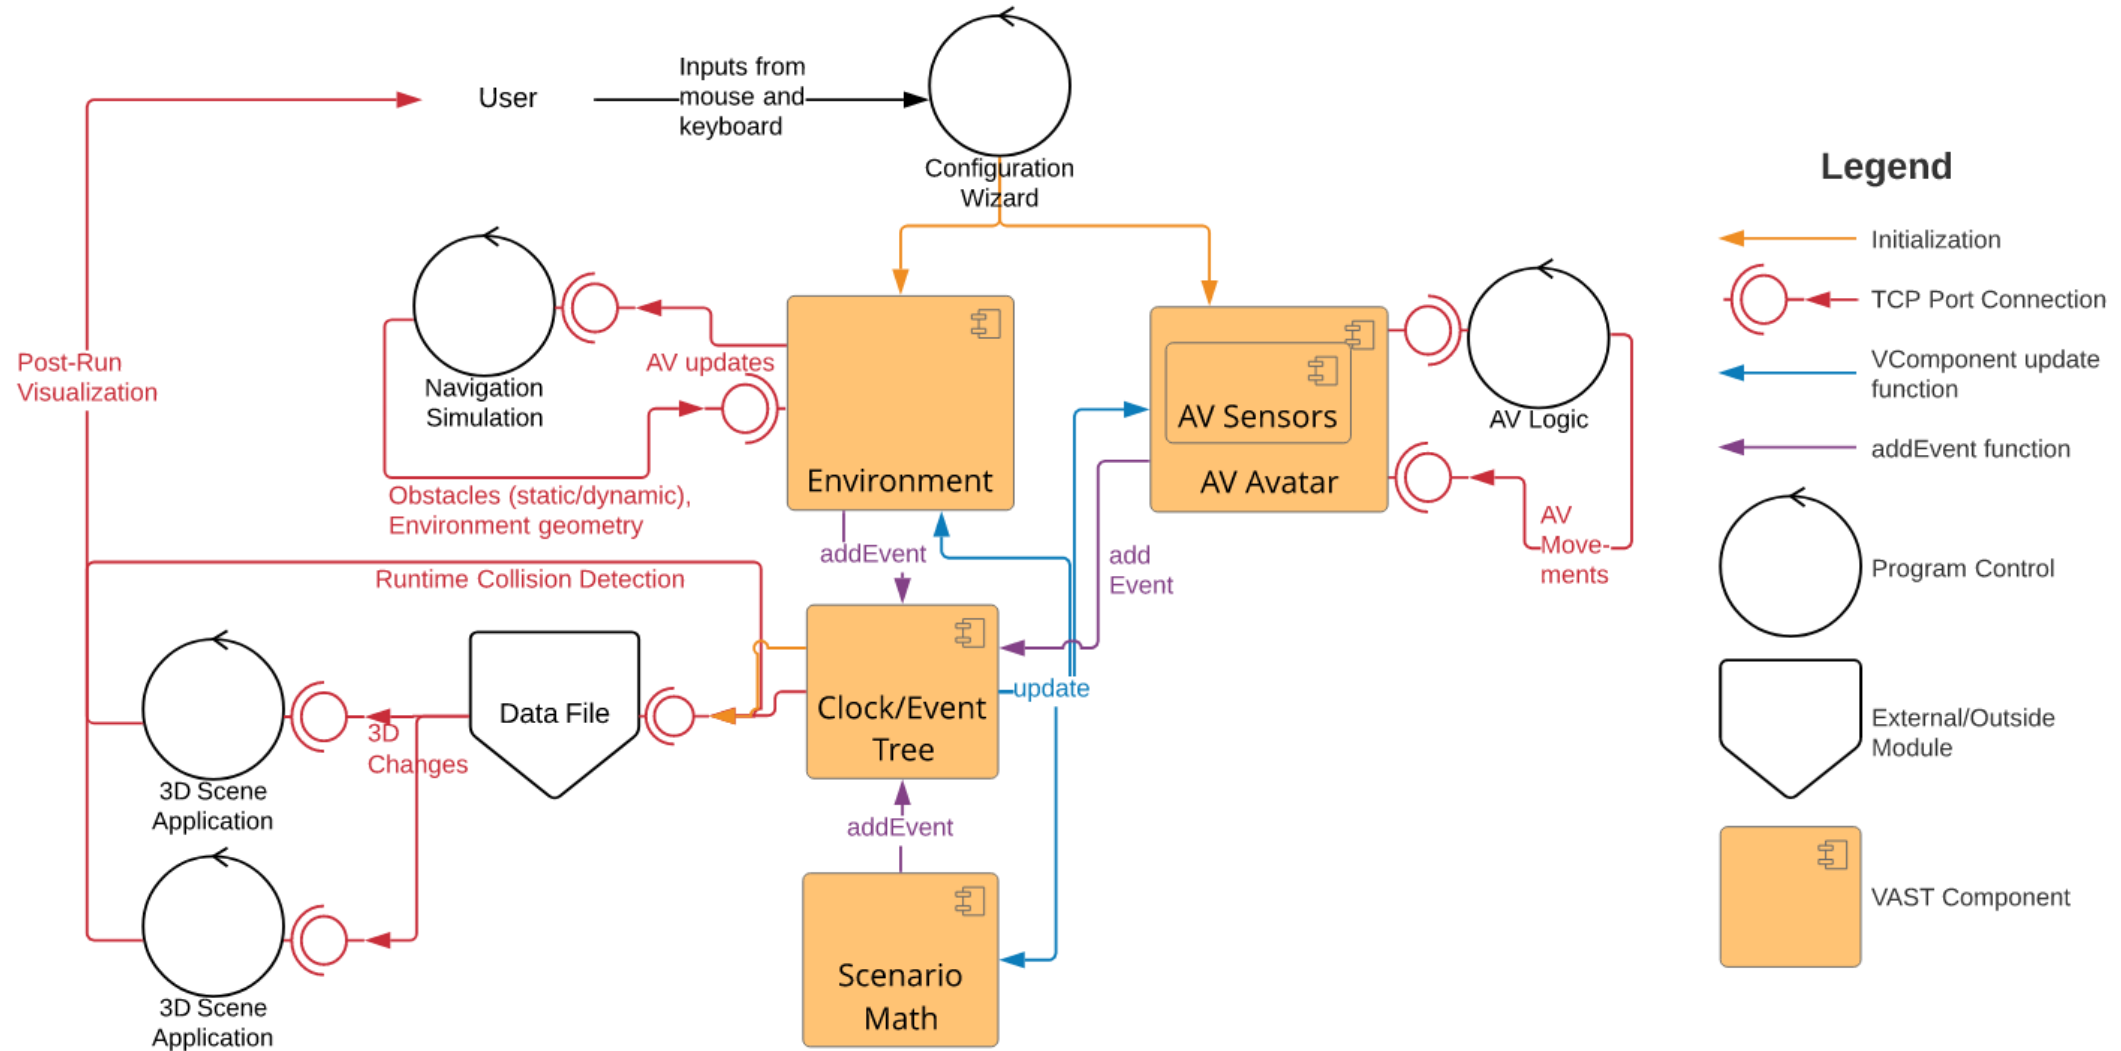 Inputs from
mouse and
keyboard
User
Configuration
Wizard
Legend
Initialization
TCP Port Connection
VComponent update
function
addEvent function
Program Control
External/Outside
Module
VAST Component
Post-Run
Visualization
Navigation
Simulation
AV updates
Obstacles (static/dynamic),
Environment geometry
Environment
AV Sensors
AV Avatar
AV Logic
AV
Move-
ments
addEvent
add
Event
Runtime Collision Detection
Data File
3D
Changes
Clock/Event
Tree
update
3D Scene
Application
addEvent
Scenario
Math
3D Scene
Application